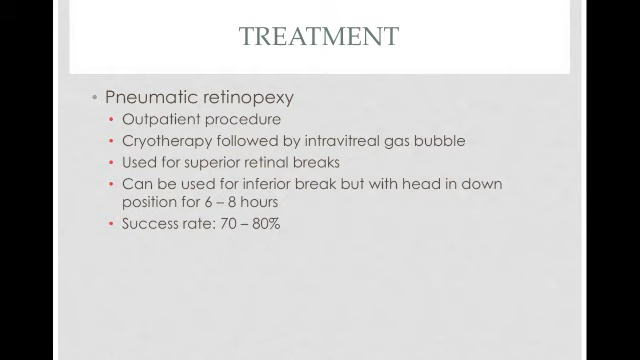 TREATMENT
• Pneumatic retinopexy
• Outpatient procedure
• Cryotherapy followed by intravitreal gas bubble
• Used for superior retinal breaks
• Can be used for inferior break but with head in down
position for 6 – 8 hours
• Success rate: 70 – 80%